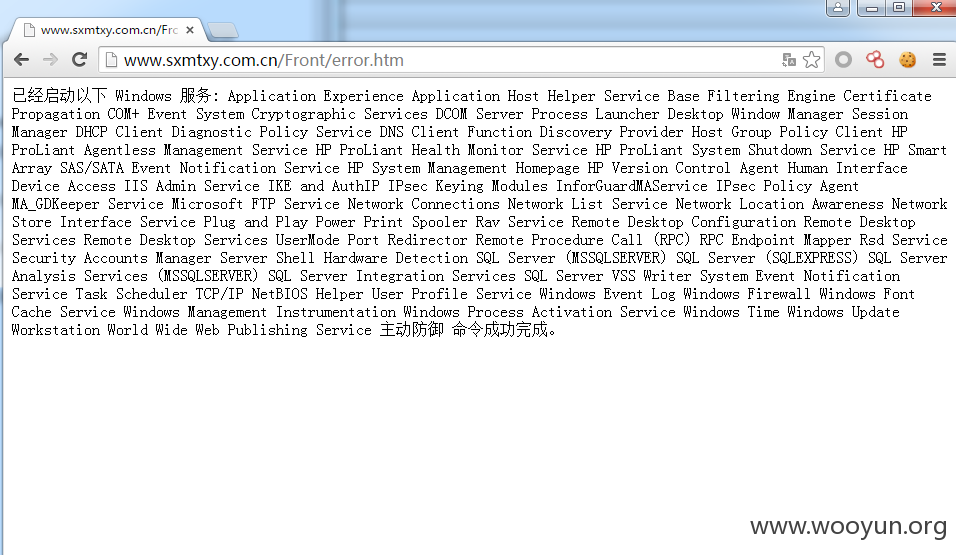 www.sxmtxy.com.cn/Frc
www.sxmtxy.com.cn/Front/error.htm
已经启动以下 Windows 服务: Application Experience Application Host Helper Service Base Filtering Engine Certificate
Propagation COM+ Event System Cryptographic Services DCOM Server Process Launcher Desktop Window Manager Session
Manager DHCP Client Diagnostic Policy Service DNS Client Function Discovery Provider Host Group Policy Client HP
ProLiant Agentless Management Service HP ProLiant Health Monitor Service HP ProLiant System Shutdown Service HP Smart
Array SAS/SATA Event Notification Service HP System Management Homepage HP Version Control Agent Human Interface
Device Access IIS Admin Service IKE and AuthIP IPsec Keying Modules InforGuardMAService IPsec Policy Agent
MA_GDKeeper Service Microsoft FTP Service Network Connections Network List Service Network Location Awareness Network
Store Interface Service Plug and Play Power Print Spooler Rav Service Remote Desktop Configuration Remote Desktop
Services Remote Desktop Services UserMode Port Redirector Remote Procedure Call (RPC) RPC Endpoint Mapper Rsd Service
Security Accounts Manager Server Shell Hardware Detection SQL Server (MSSQLSERVER) SQL Server (SQLEXPRESS) SQL Server
Analysis Services (MSSQLSERVER) SQL Server Integration Services SQL Server VSS Writer System Event Notification
Service Task Scheduler TCP/IP NetBIOS Helper User Profile Service Windows Event Log Windows Firewall Windows Font
Cache Service Windows Management Instrumentation Windows Process Activation Service Windows Time Windows Update
Workstation World Wide Web Publishing Service 主动防御 命令成功完成。
www.wooyun.org